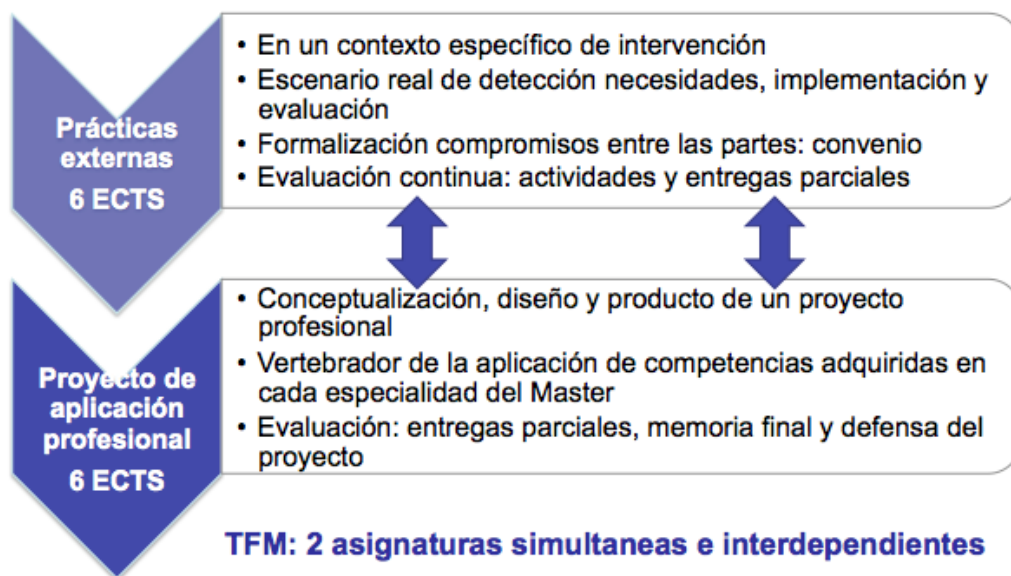 Prácticas
externas
6 ECTS
• En un contexto específico de intervención
• Escenario real de detección necesidades, implementación y
evaluación
• Formalización compromisos entre las partes: convenio
• Evaluación continua: actividades y entregas parciales
Proyecto de
aplicación
profesional
6 ECTS
• Conceptualización, diseño y producto de un proyecto
profesional
• Vertebrador de la aplicación de competencias adquiridas en
cada especialidad del Master
• Evaluación: entregas parciales, memoria final y defensa del
proyecto
TFM: 2 asignaturas simultaneas e interdependientes